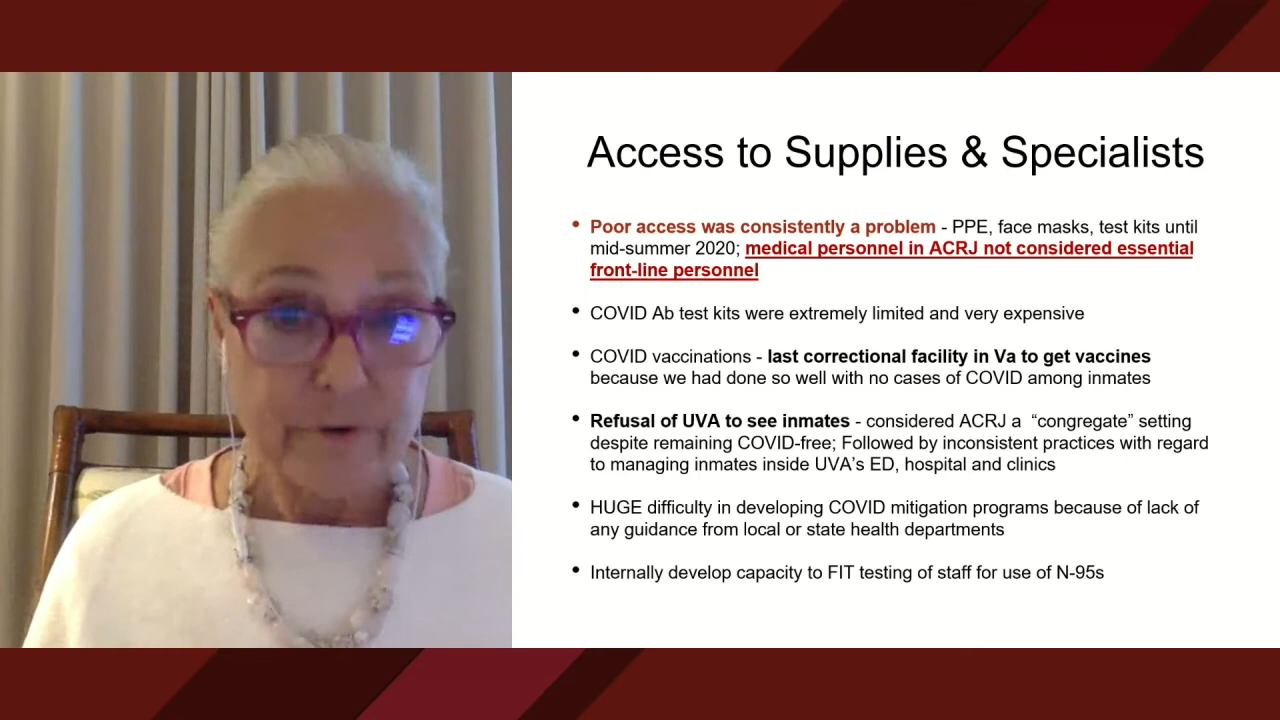 Access to Supplies & Specialists
• Poor access was consistently a problem - PPE, face masks, test kits until
mid-summer 2020; medical personnel in ACRJ not considered essential
front-line personnel
• COVID Ab test kits were extremely limited and very expensive
• COVID vaccinations - last correctional facility in Va to get vaccines
because we had done so well with no cases of COVID among inmates
• Refusal of UVA to see inmates - considered ACRJ a “congregate” setting
despite remaining COVID-free; Followed by inconsistent practices with regard
to managing inmates inside UVA’s ED, hospital and clinics
• HUGE difficulty in developing COVID mitigation programs because of lack of
any guidance from local or state health departments
• Internally develop capacity to FIT testing of staff for use of N-95s